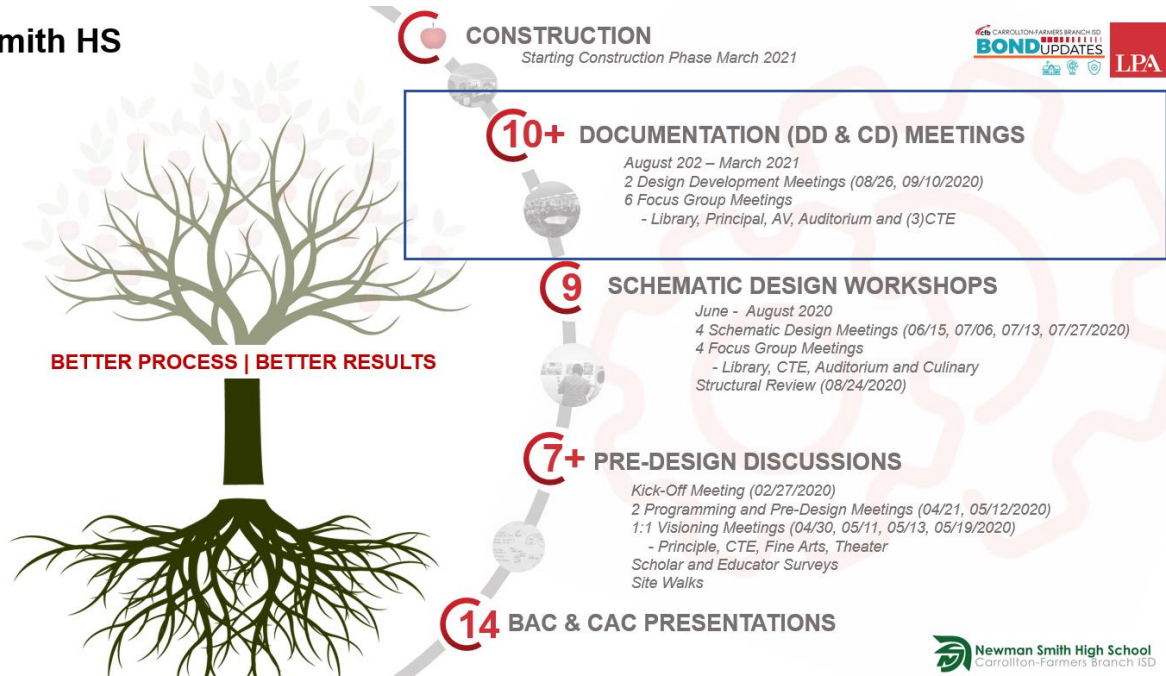 mith HS
CONSTRUCTION
Starting Construction Phase March 2021
cfb CARROLLTON-FARMERS BRANCH ISD
BOND UPDATES
LPA
10+ DOCUMENTATION (DD & CD) MEETINGS
August 202 – March 2021
2 Design Development Meetings (08/26, 09/10/2020)
6 Focus Group Meetings
- Library, Principal, AV, Auditorium and (3)CTE
9 SCHEMATIC DESIGN WORKSHOPS
June - August 2020
4 Schematic Design Meetings (06/15, 07/06, 07/13, 07/27/2020)
4 Focus Group Meetings
- Library, CTE, Auditorium and Culinary
Structural Review (08/24/2020)
BETTER PROCESS | BETTER RESULTS
7+ PRE-DESIGN DISCUSSIONS
Kick-Off Meeting (02/27/2020)
2 Programming and Pre-Design Meetings (04/21, 05/12/2020)
1:1 Visioning Meetings (04/30, 05/11, 05/13, 05/19/2020)
- Principle, CTE, Fine Arts, Theater
Scholar and Educator Surveys
Site Walks
14 BAC & CAC PRESENTATIONS
Newman Smith High School
Carrollton-Farmers Branch ISD